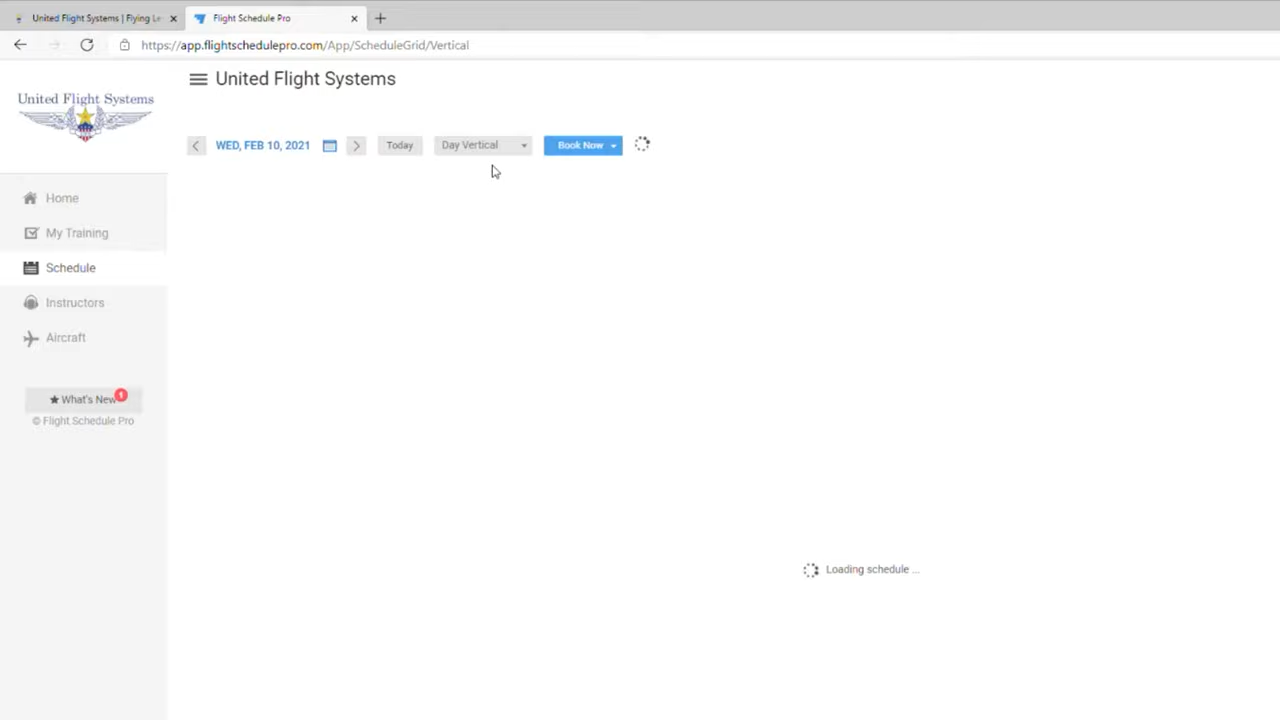 United Flight Systems | Flying Le
Flight Schedule Pro
https://app.flightschedulepro.com/App/ScheduleGrid/Vertical
United Flight Systems
United Flight Systems
WED, FEB 10, 2021
Today
Day Vertical
Book Now
Home
My Training
Schedule
Instructors
Aircraft
What's New
1
© Flight Schedule Pro
Loading schedule ...